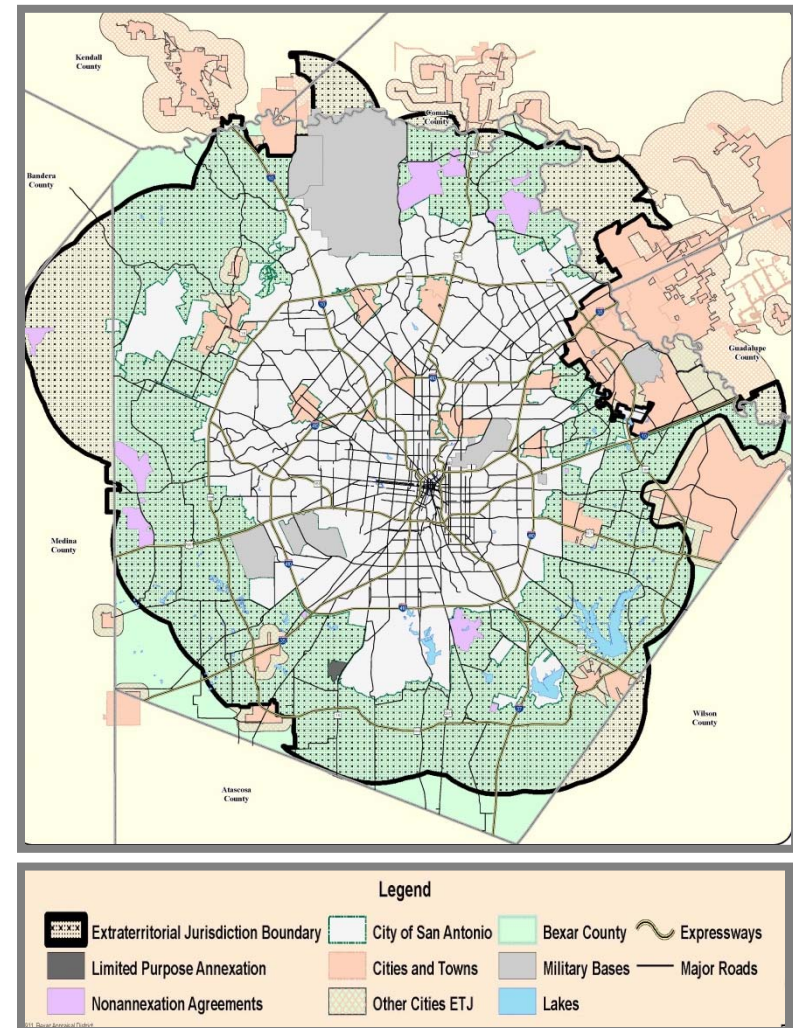 Kendall
County
Comal
County
Bandera
County
Guadalupe
County
Medina
County
Wilson
County
Atascosa
County
Legend
Extraterritorial Jurisdiction Boundary
City of San Antonio
Bexar County
Expressways
Limited Purpose Annexation
Cities and Towns
Military Bases
Major Roads
Nonannexation Agreements
Other Cities ETJ
Lakes